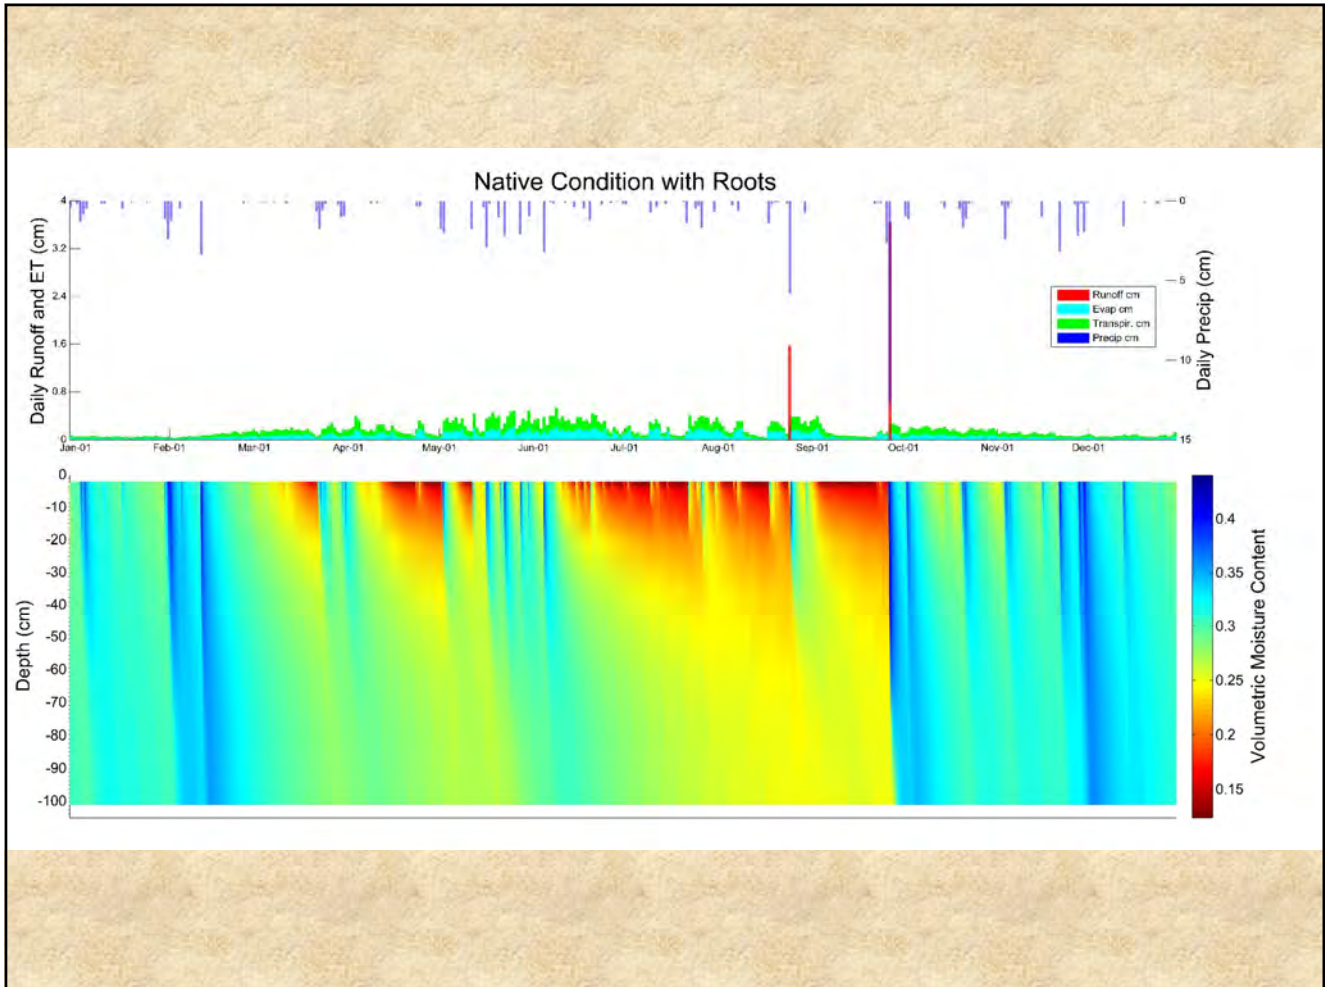 Native Condition with Roots
Daily Runoff and ET (cm)
4
3.2
2.4
1.6
0.8
0
0
5
10
15
Daily Precip (cm)
Runoff cm
Evap cm
Transpir. cm
Precip cm
Jan-01 Feb-01 Mar-01 Apr-01 May-01 Jun-01 Jul-01 Aug-01 Sep-01 Oct-01 Nov-01 Dec-01
Depth (cm)
0
-10
-20
-30
-40
-50
-60
-70
-80
-90
-100
0.4
0.35
0.3
0.25
0.2
0.15
Volumetric Moisture Content